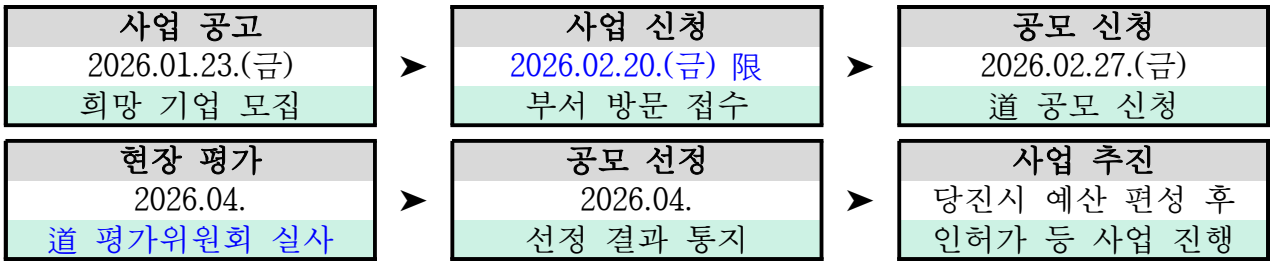 사업 공고
2026.01.23.(금)
희망 기업 모집
➤
사업 신청
2026.02.20.(금) 限
부서 방문 접수
➤
공모 신청
2026.02.27.(금)
道 공모 신청
현장 평가
2026.04.
道 평가위원회 실사
➤
공모 선정
2026.04.
선정 결과 통지
➤
사업 추진
당진시 예산 편성 후
인허가 등 사업 진행